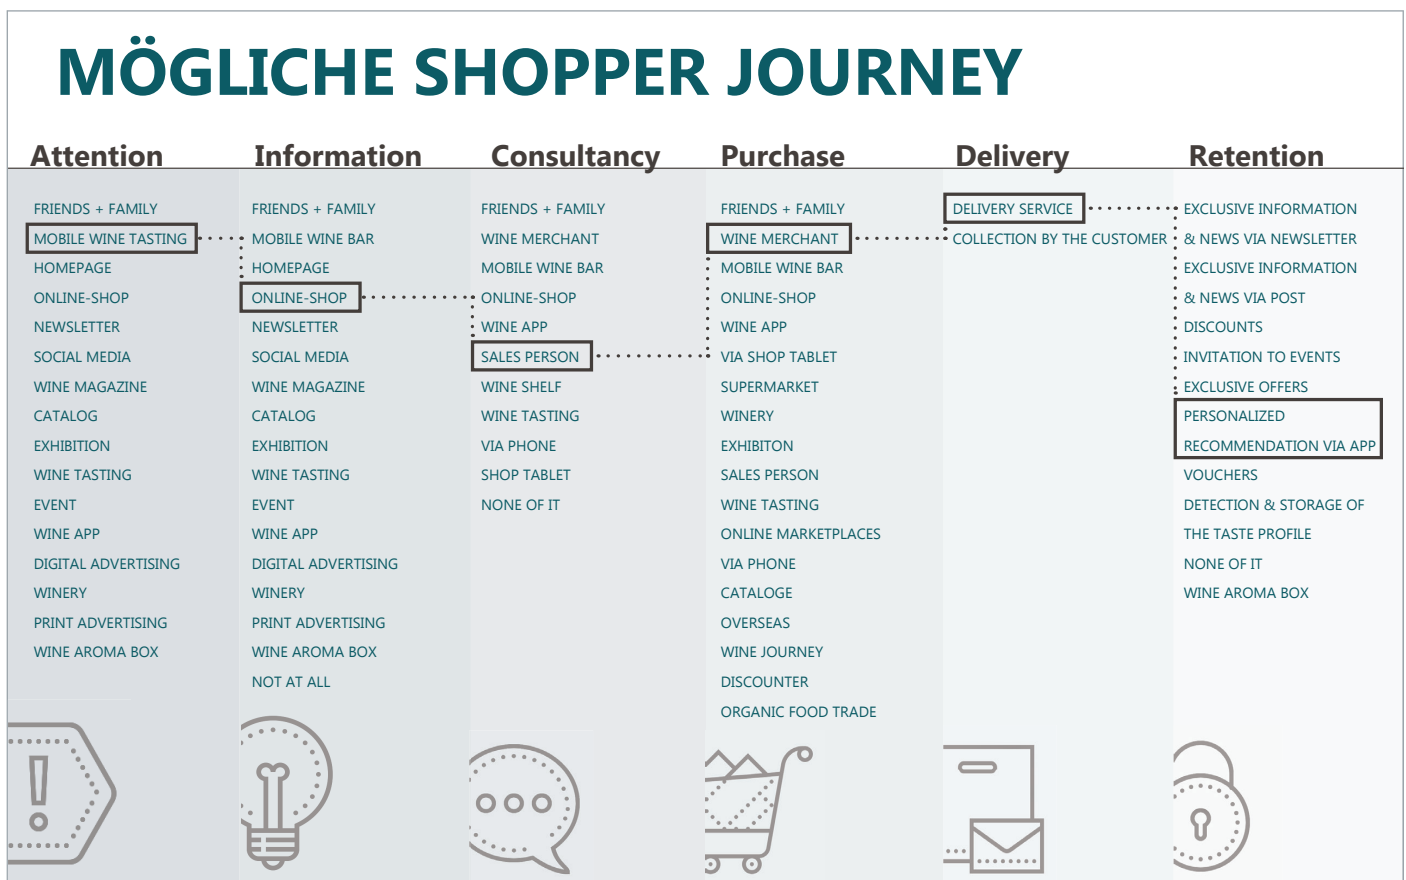 MÖGLICHE SHOPPER JOURNEY
Attention
FRIENDS + FAMILY
MOBILE WINE TASTING
HOMEPAGE
ONLINE-SHOP
NEWSLETTER
SOCIAL MEDIA
WINE MAGAZINE
CATALOG
EXHIBITION
WINE TASTING
EVENT
WINE APP
DIGITAL ADVERTISING
WINERY
PRINT ADVERTISING
WINE AROMA BOX
Information
FRIENDS + FAMILY
MOBILE WINE BAR
HOMEPAGE
ONLINE-SHOP
NEWSLETTER
SOCIAL MEDIA
WINE MAGAZINE
CATALOG
EXHIBITION
WINE TASTING
EVENT
WINE APP
DIGITAL ADVERTISING
WINERY
PRINT ADVERTISING
WINE AROMA BOX
NOT AT ALL
Consultancy
FRIENDS + FAMILY
WINE MERCHANT
MOBILE WINE BAR
ONLINE-SHOP
WINE APP
SALES PERSON
WINE SHELF
WINE TASTING
VIA PHONE
SHOP TABLET
NONE OF IT
Purchase
FRIENDS + FAMILY
WINE MERCHANT
MOBILE WINE BAR
ONLINE-SHOP
WINE APP
VIA SHOP TABLET
SUPERMARKET
WINERY
EXHIBITON
SALES PERSON
WINE TASTING
ONLINE MARKETPLACES
VIA PHONE
CATALOGE
OVERSEAS
WINE JOURNEY
DISCOUNTER
ORGANIC FOOD TRADE
Delivery
DELIVERY SERVICE
COLLECTION BY THE CUSTOMER
Retention
EXCLUSIVE INFORMATION
& NEWS VIA NEWSLETTER
EXCLUSIVE INFORMATION
& NEWS VIA POST
DISCOUNTS
INVITATION TO EVENTS
EXCLUSIVE OFFERS
PERSONALIZED
RECOMMENDATION VIA APP
VOUCHERS
DETECTION & STORAGE OF
THE TASTE PROFILE
NONE OF IT
WINE AROMA BOX